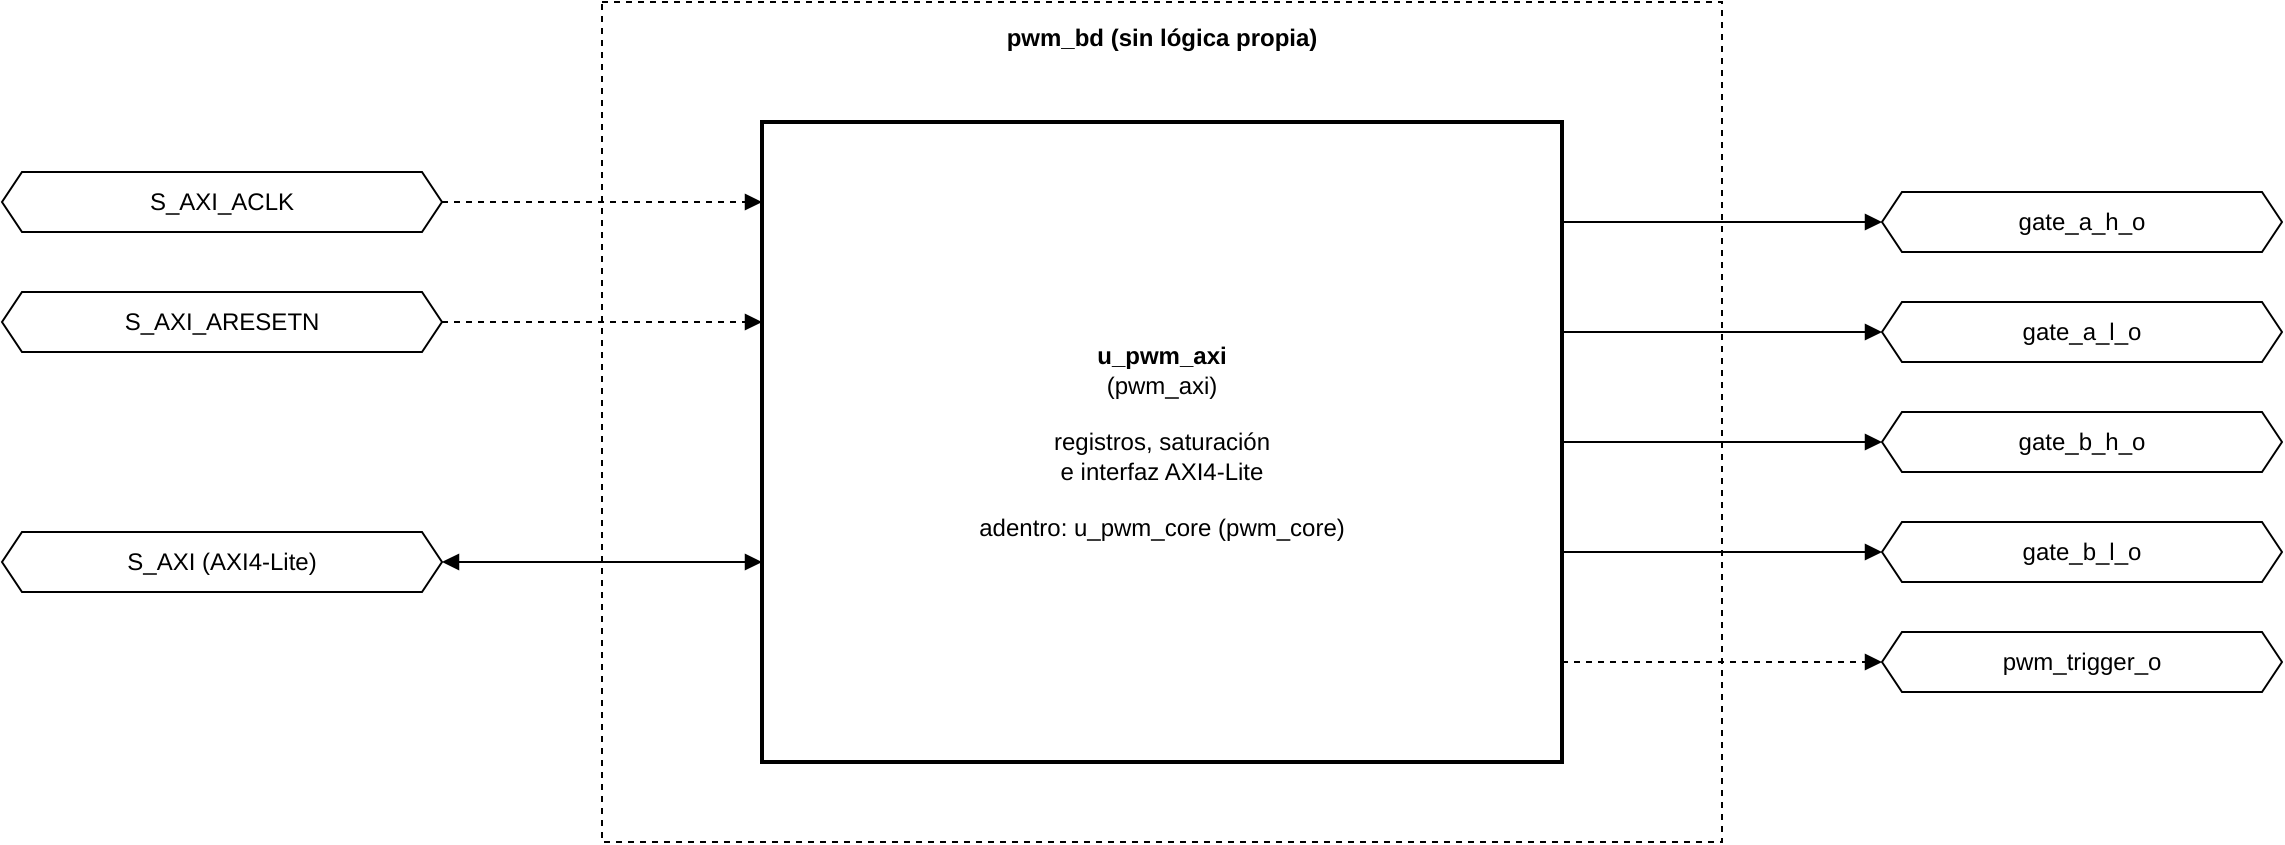 pwm_bd (sin lógica propia)
S_AXI_ACLK
S_AXI_ARESETN
S_AXI (AXI4-Lite)
u_pwm_axi
(pwm_axi)
registros, saturación
e interfaz AXI4-Lite
adentro: u_pwm_core (pwm_core)
gate_a_h_o
gate_a_l_o
gate_b_h_o
gate_b_l_o
pwm_trigger_o